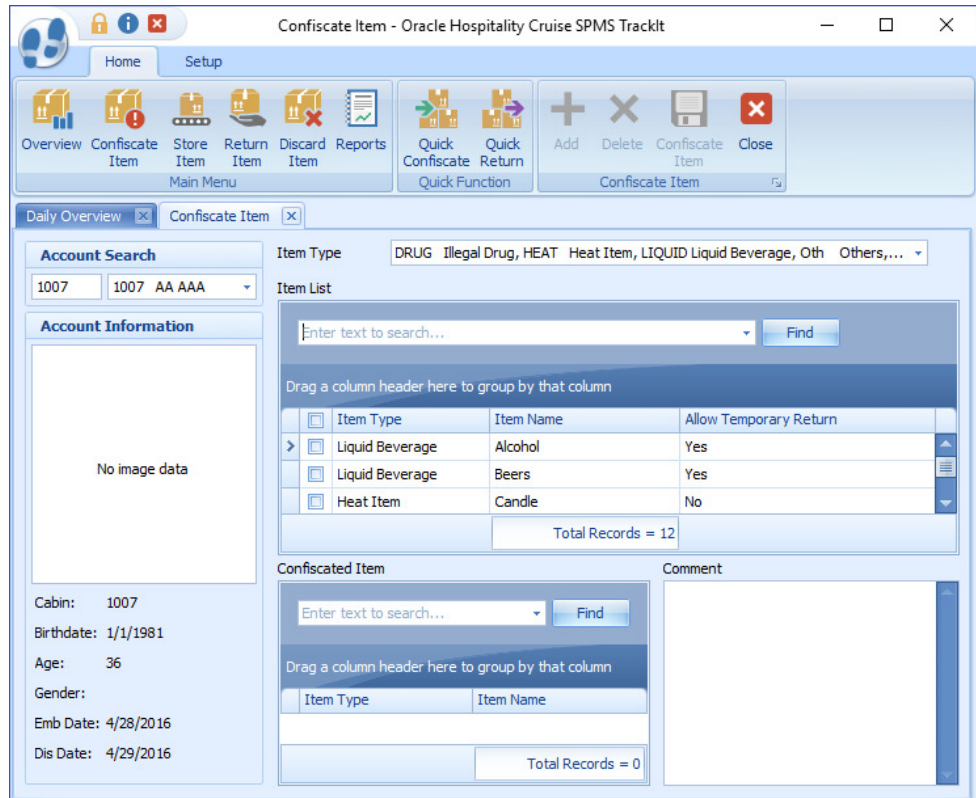 Confiscate Item - Oracle Hospitality Cruise SPMS TrackIt
Home Setup
Overview Confiscate Item Store Item Return Item Discard Item Reports Quick Confiscate Quick Return Add Delete Confiscate Item Close
Main Menu Quick Function Confiscate Item
Daily Overview Confiscate Item
Account Search
1007 1007 AA AAA
Account Information
No image data
Cabin: 1007
Birthdate: 1/1/1981
Age: 36
Gender:
Emb Date: 4/28/2016
Dis Date: 4/29/2016
Item Type DRUG Illegal Drug, HEAT Heat Item, LIQUID Liquid Beverage, Oth Others,...
Item List
Enter text to search... Find
Drag a column header here to group by that column
Item Type Item Name Allow Temporary Return
Liquid Beverage Alcohol Yes
Liquid Beverage Beers Yes
Heat Item Candle No
Total Records = 12
Confiscated Item
Enter text to search... Find
Drag a column header here to group by that column
Item Type Item Name
Total Records = 0
Comment